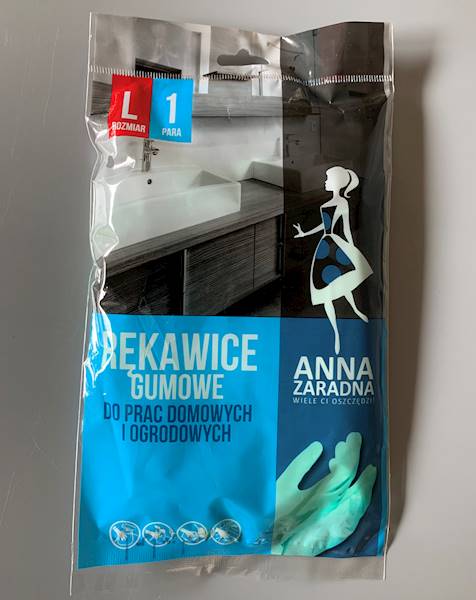 L
ROZMIAR
1
PARA
RĘKAWICE
GUMOWE
DO PRAC DOMOWYCH
I OGRODOWYCH
ANNA
ZARADNA
WIELE CI OSZCZĘDZI!